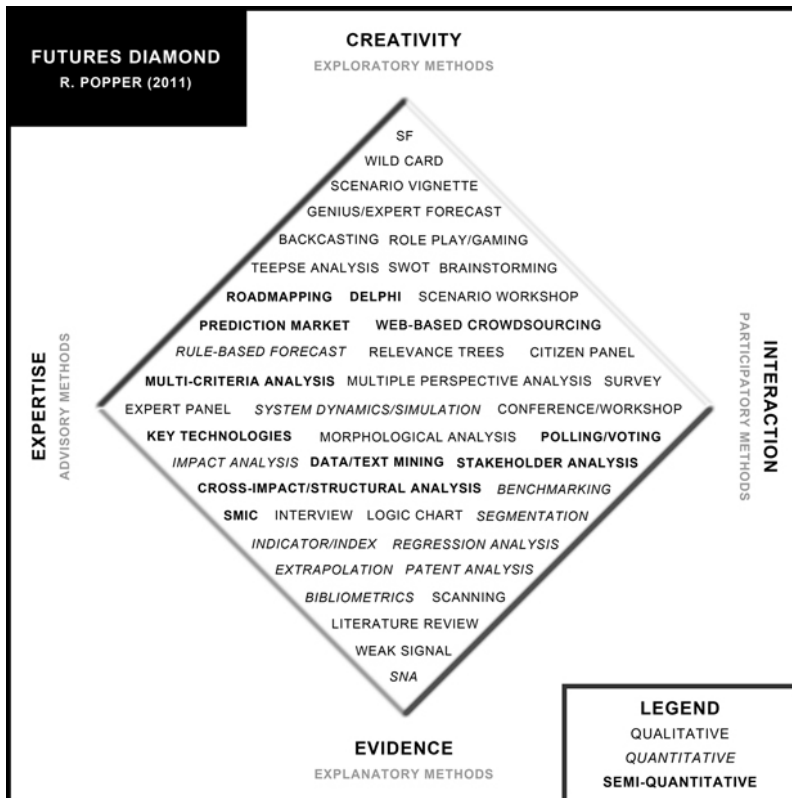 FUTURES DIAMOND
R. POPPER (2011)
CREATIVITY
EXPLORATORY METHODS
SF
WILD CARD
SCENARIO VIGNETTE
GENIUS/EXPERT FORECAST
BACKCASTING ROLE PLAY/GAMING
TEEPSE ANALYSIS SWOT BRAINSTORMING
ROADMAPPING DELPHI SCENARIO WORKSHOP
PREDICTION MARKET WEB-BASED CROWDSOURCING
RULE-BASED FORECAST RELEVANCE TREES CITIZEN PANEL
MULTI-CRITERIA ANALYSIS MULTIPLE PERSPECTIVE ANALYSIS SURVEY
EXPERT PANEL SYSTEM DYNAMICS/SIMULATION CONFERENCE/WORKSHOP
KEY TECHNOLOGIES MORPHOLOGICAL ANALYSIS POLLING/VOTING
IMPACT ANALYSIS DATA/TEXT MINING STAKEHOLDER ANALYSIS
CROSS-IMPACT/STRUCTURAL ANALYSIS BENCHMARKING
SMIC INTERVIEW LOGIC CHART SEGMENTATION
INDICATOR/INDEX REGRESSION ANALYSIS
EXTRAPOLATION PATENT ANALYSIS
BIBLIOMETRICS SCANNING
LITERATURE REVIEW
WEAK SIGNAL
SNA
EXPERTISE
ADVISORY METHODS
INTERACTION
PARTICIPATORY METHODS
EVIDENCE
EXPLANATORY METHODS
LEGEND
QUALITATIVE
QUANTITATIVE
SEMI-QUANTITATIVE